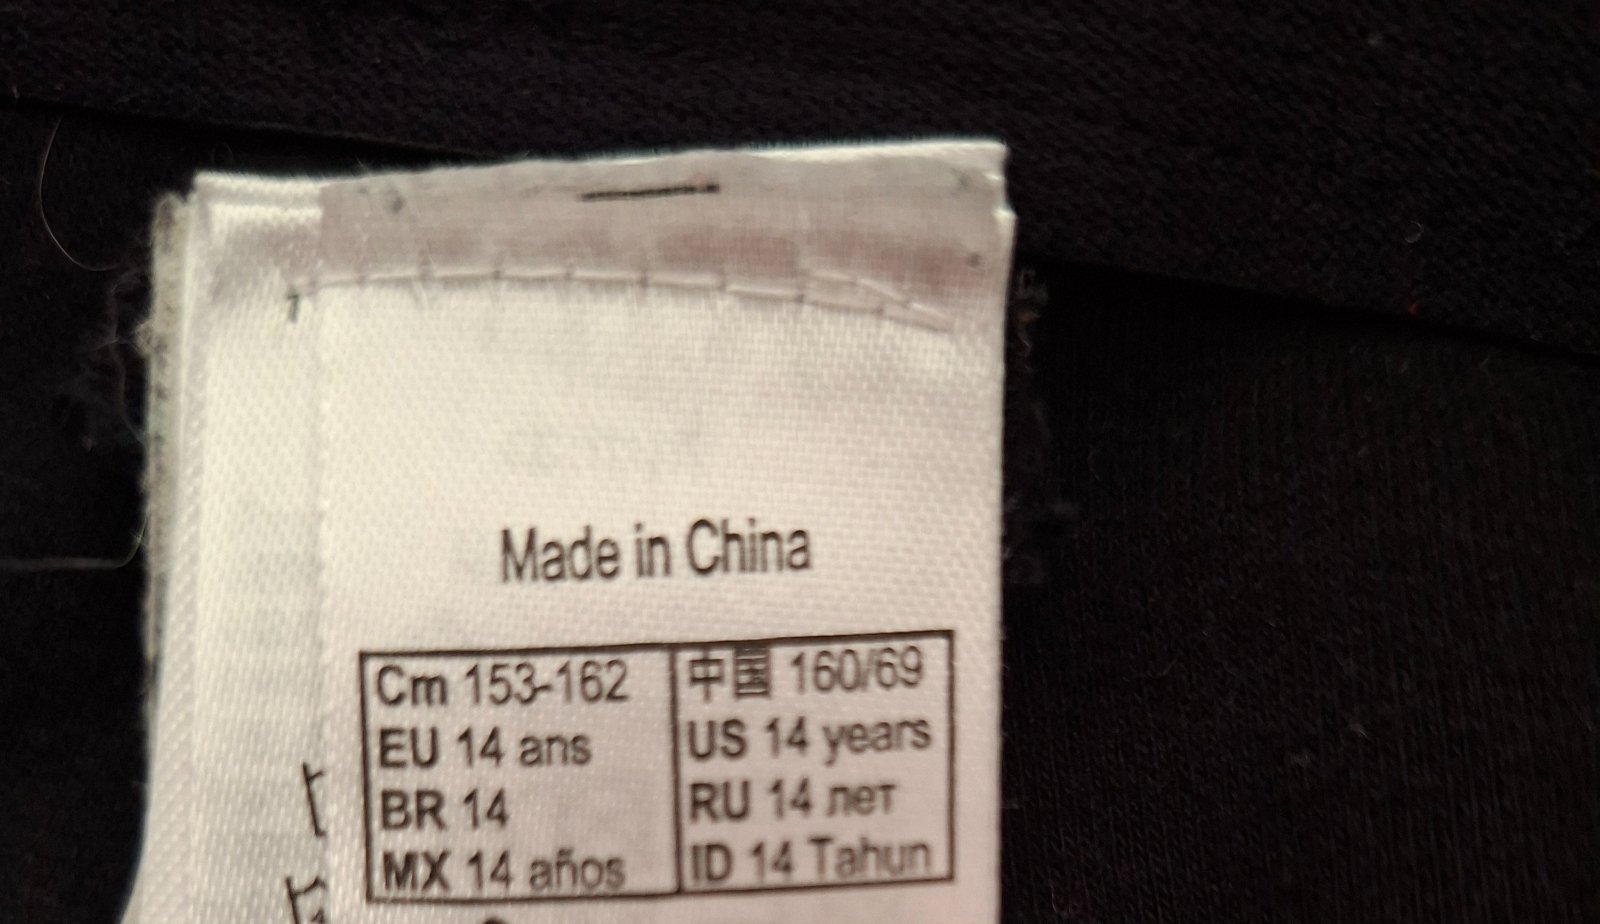 Made in China
Cm 153-162
EU 14 ans
BR 14
MX 14 años
中国 160/69
US 14 years
RU 14 лет
ID 14 Tahun